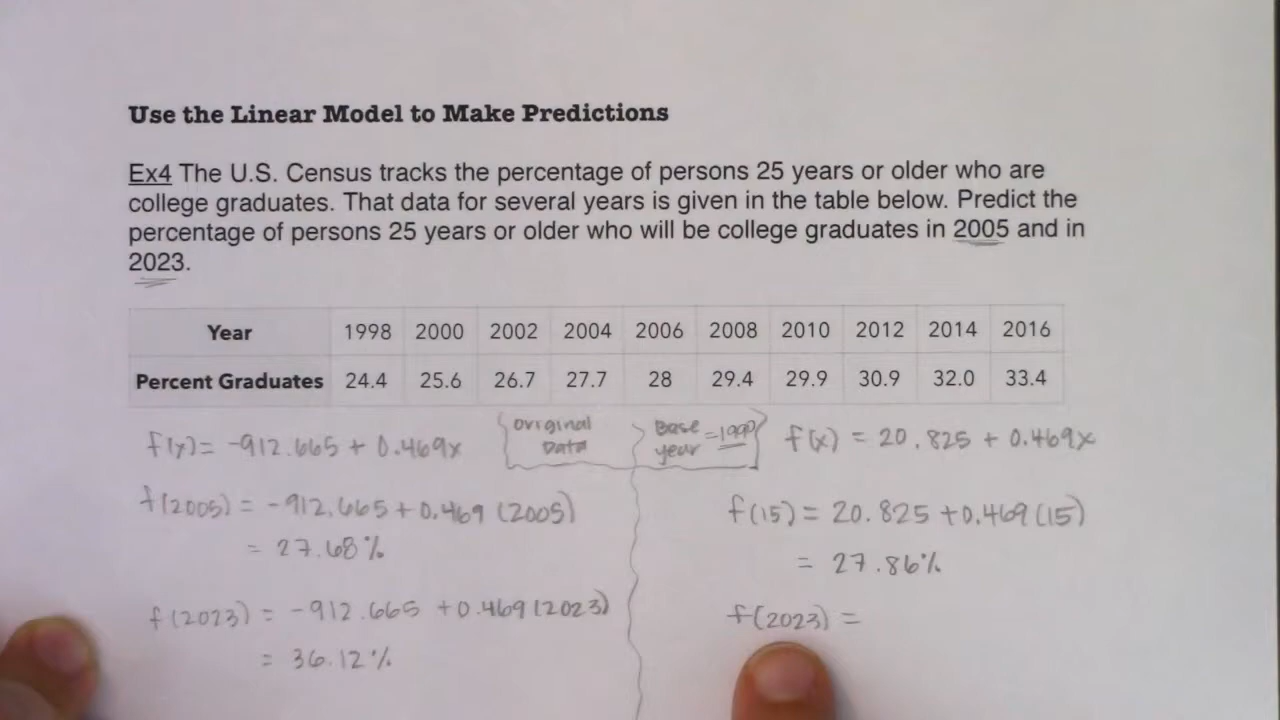 Use the Linear Model to Make Predictions
Ex4 The U.S. Census tracks the percentage of persons 25 years or older who are
college graduates. That data for several years is given in the table below. Predict the
percentage of persons 25 years or older who will be college graduates in 2005 and in
2023.
Year 1998 2000 2002 2004 2006 2008 2010 2012 2014 2016
Percent Graduates 24.4 25.6 26.7 27.7 28 29.4 29.9 30.9 32.0 33.4
f(x) = -912.665 + 0.469x
original
Data
Base
year = 1990
f(x) = 20.825 + 0.469x
f(2005) = -912.665 + 0.469 (2005)
= 27.68%
f(2023) = -912.665 + 0.469 (2023)
= 36.12%
f(15) = 20.825 + 0.469 (15)
= 27.86%
f(2023) =